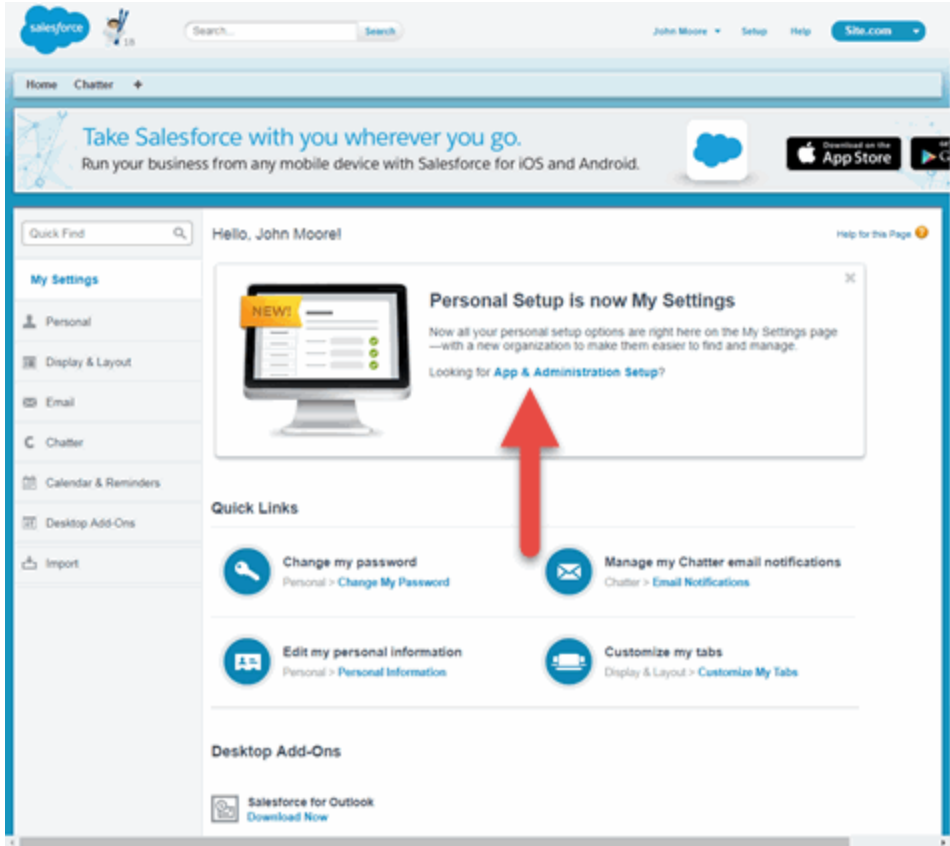 salesforce
18
Search...
Search
John Moore
Setup
Help
Site.com
Home
Chatter
+
Take Salesforce with you wherever you go.
Run your business from any mobile device with Salesforce for iOS and Android.
Download on the
App Store
Quick Find
Hello, John Moore!
Help for this Page
My Settings
Personal
Display & Layout
Email
Chatter
Calendar & Reminders
Desktop Add-Ons
Import
NEW!
Personal Setup is now My Settings
Now all your personal setup options are right here on the My Settings page
—with a new organization to make them easier to find and manage.
Looking for App & Administration Setup?
Quick Links
Change my password
Personal > Change My Password
Manage my Chatter email notifications
Chatter > Email Notifications
Edit my personal information
Personal > Personal Information
Customize my tabs
Display & Layout > Customize My Tabs
Desktop Add-Ons
Salesforce for Outlook
Download Now